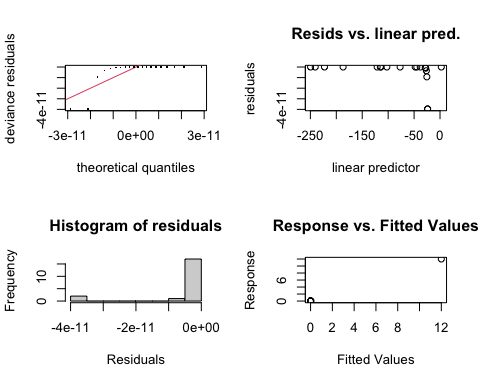 deviance residuals
-3e-11 0e+00 3e-11
theoretical quantiles
Resids vs. linear pred.
residuals
-4e-11
-250 -150 -50 0
linear predictor
Histogram of residuals
Frequency
0 10
-4e-11 -2e-11 0e+00
Residuals
Response vs. Fitted Values
Response
0 6
0 2 4 6 8 12
Fitted Values